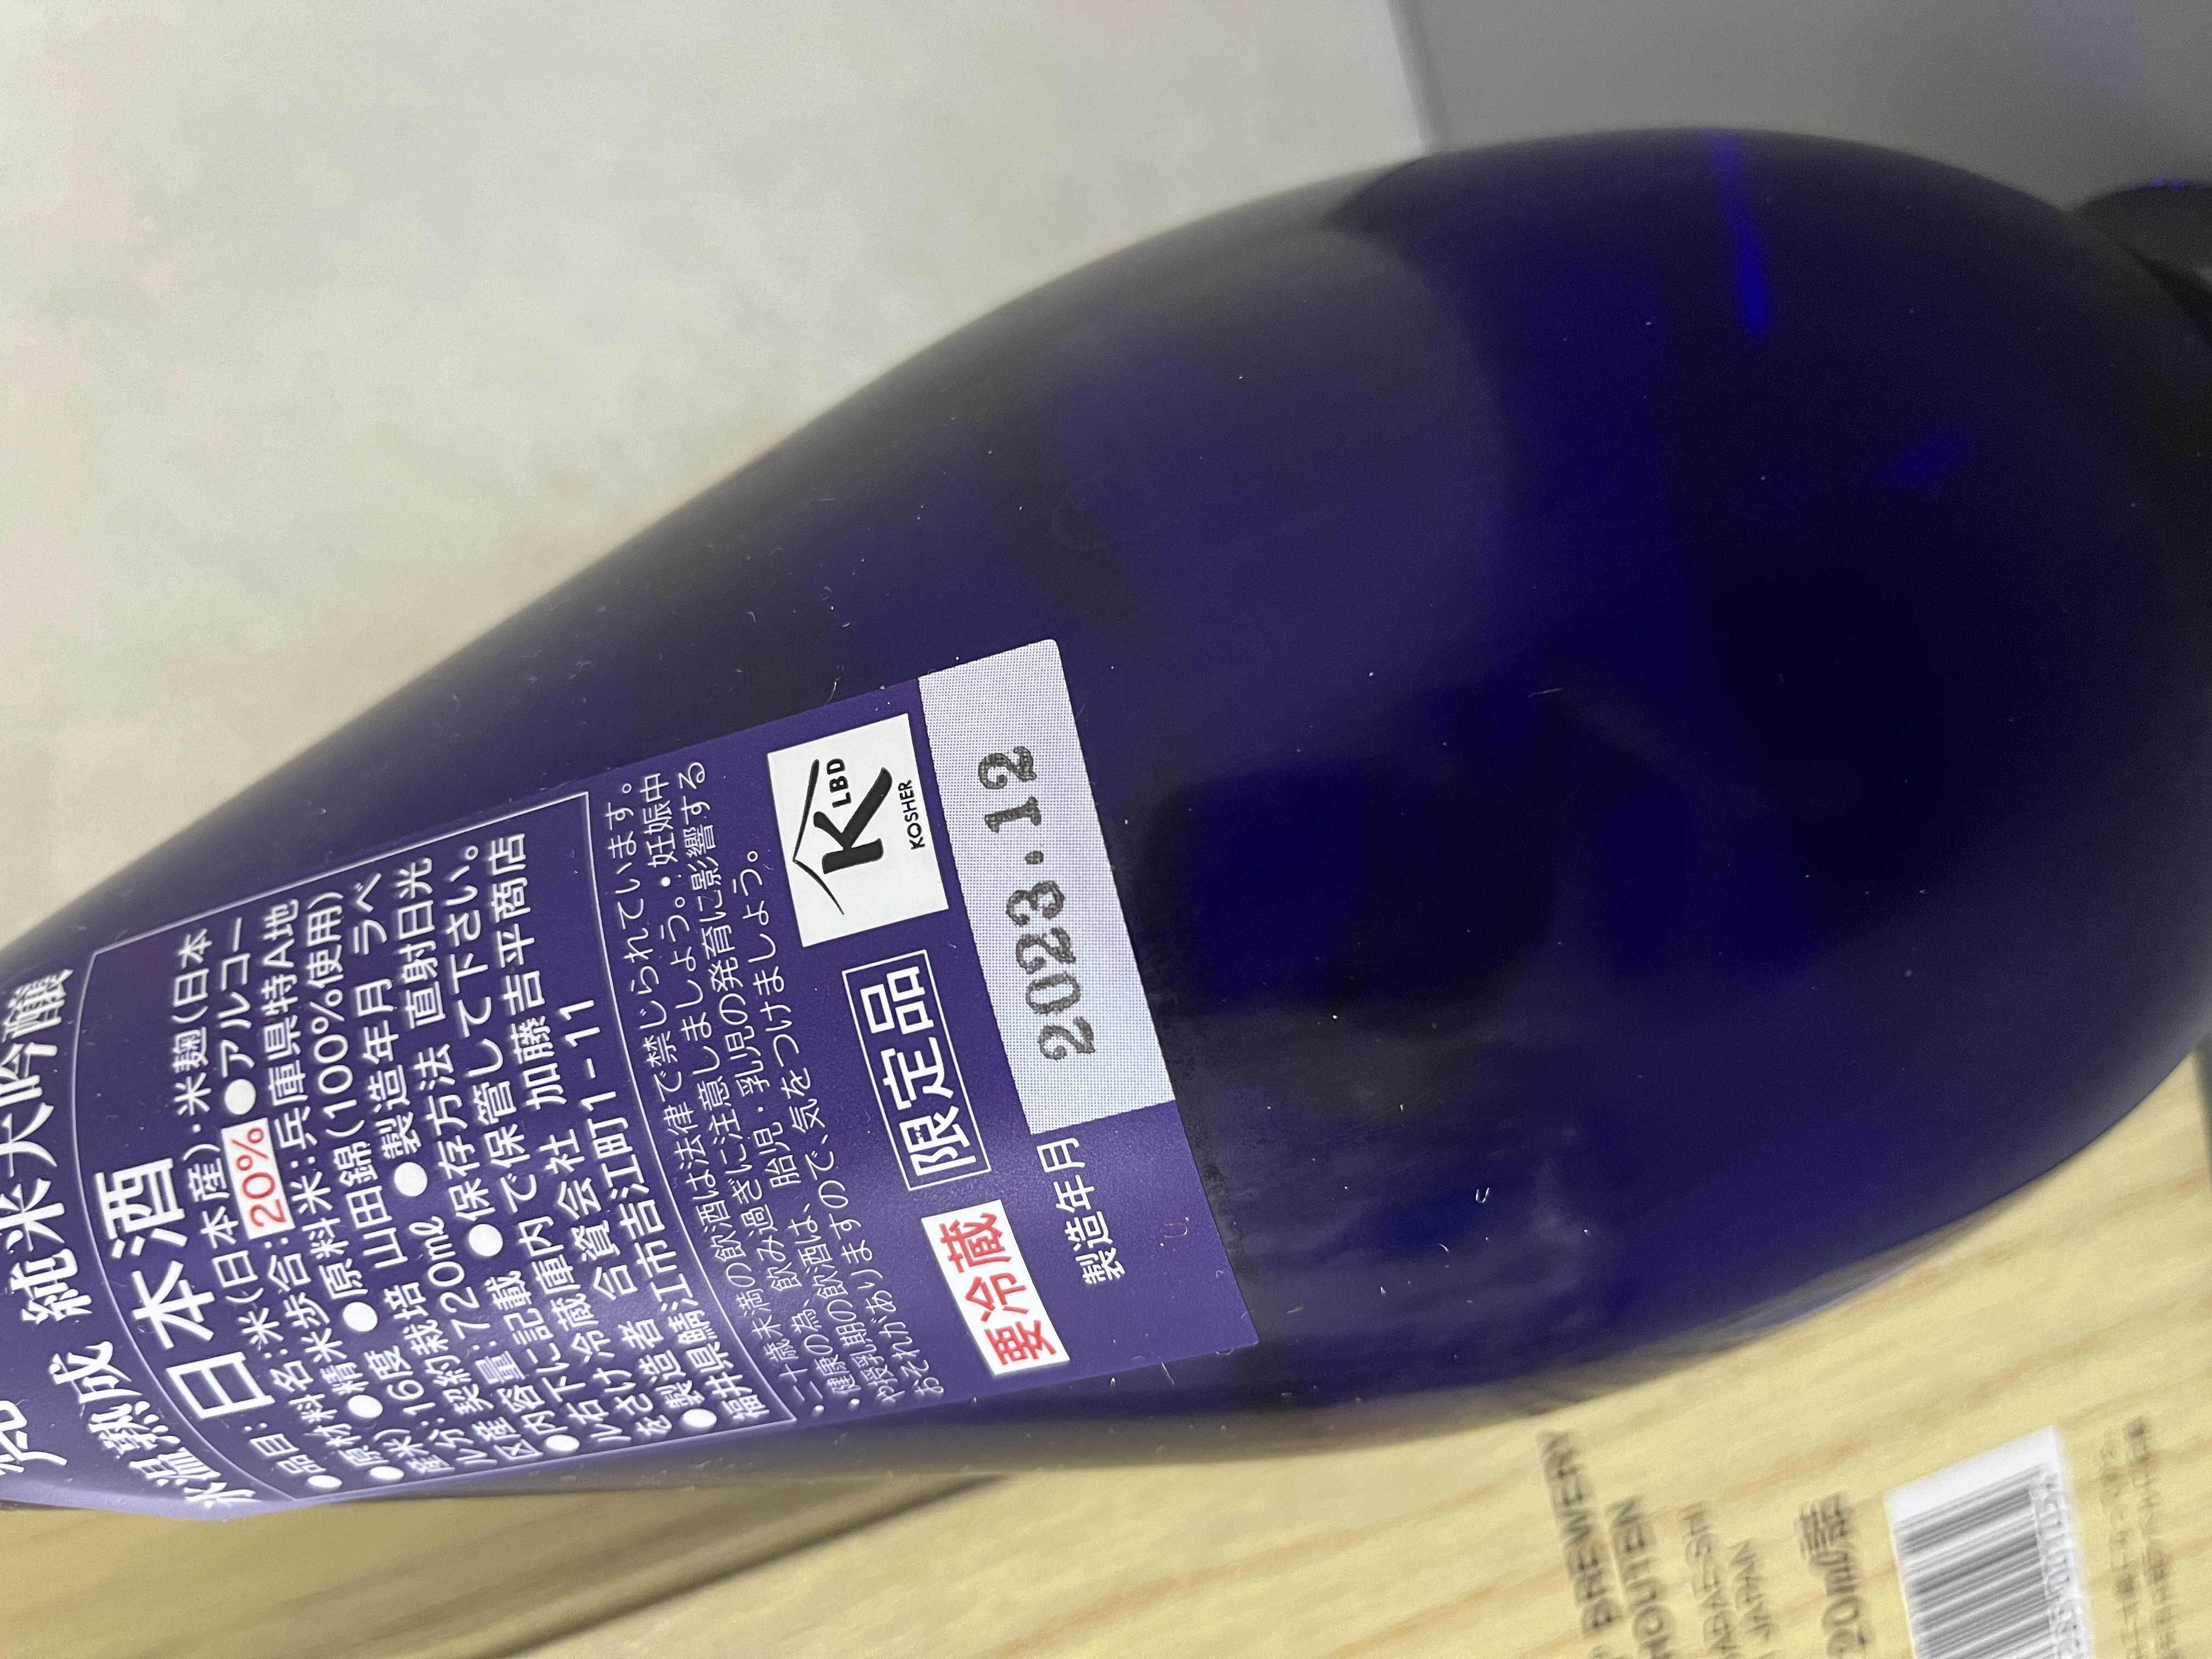 氷温熟成 純米大吟醸
日本酒
●品目:
●原材料名:米(日本産)・米麹(日本
産米)●精米歩合:20%●アルコー
ル分:16度●原料米:兵庫県特A地
区産契約栽培 山田錦(100%使用)
●内容量:720ml●製造年月 ラベ
ル右下に記載●保存方法 直射日光
をさけ冷蔵庫内で保管して下さい。
●製造者 合資会社 加藤吉平商店
福井県鯖江市吉江町1-11
・二十歳未満の飲酒は法律で禁じられています。
・健康の為、飲み過ぎに注意しましょう。・妊娠中
や授乳期の飲酒は、胎児・乳児の発育に影響する
おそれがありますので、気をつけましょう。
要冷蔵
限定品
K LBD
KOSHER
製造年月
2023.12
BREWERY
HOUTEN
JAPAN